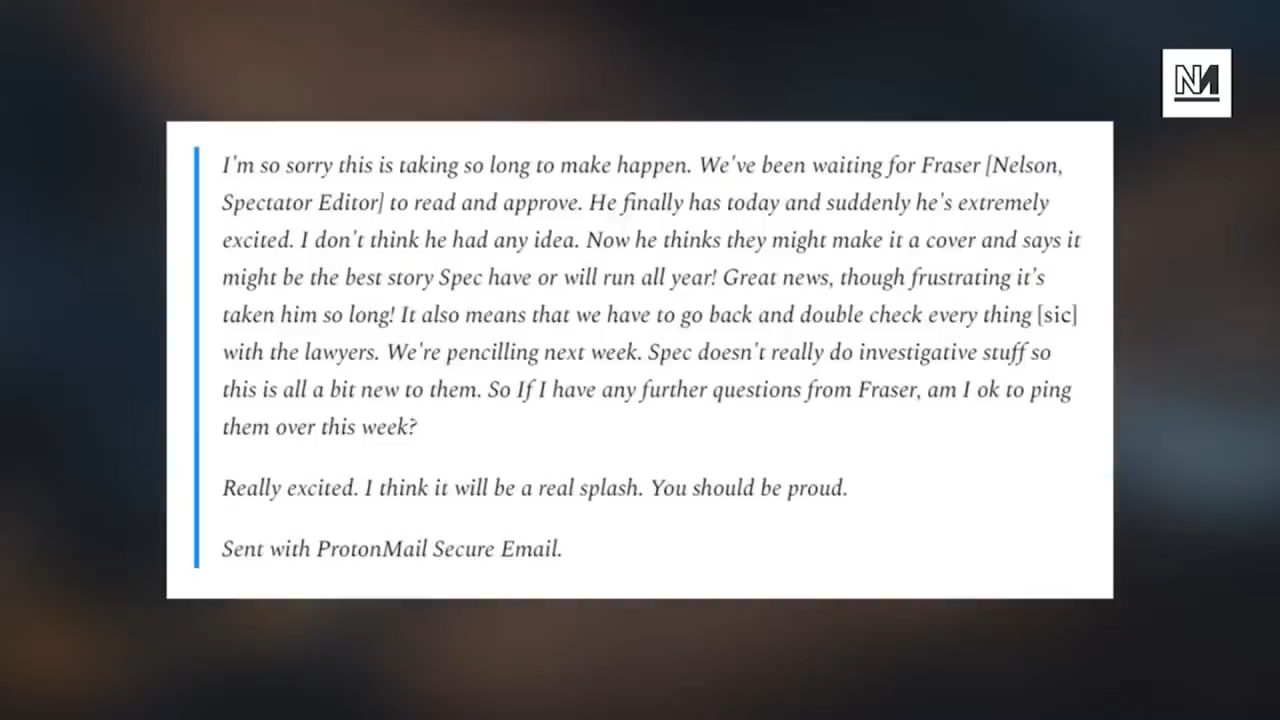 NM
I'm so sorry this is taking so long to make happen. We've been waiting for Fraser [Nelson,
Spectator Editor] to read and approve. He finally has today and suddenly he's extremely
excited. I don't think he had any idea. Now he thinks they might make it a cover and says it
might be the best story Spec have or will run all year! Great news, though frustrating it's
taken him so long! It also means that we have to go back and double check every thing [sic]
with the lawyers. We're pencilling next week. Spec doesn't really do investigative stuff so
this is all a bit new to them. So If I have any further questions from Fraser, am I ok to ping
them over this week?
Really excited. I think it will be a real splash. You should be proud.
Sent with ProtonMail Secure Email.